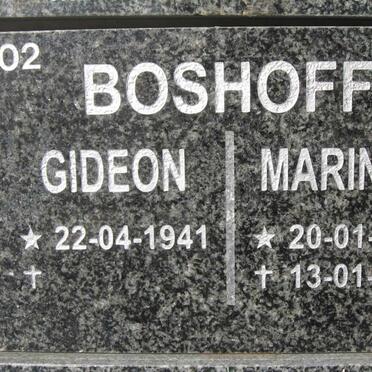 02
BOSHOFF
GIDEON
★ 22-04-1941
✝
MARIN
★ 20-01-
✝ 13-01-